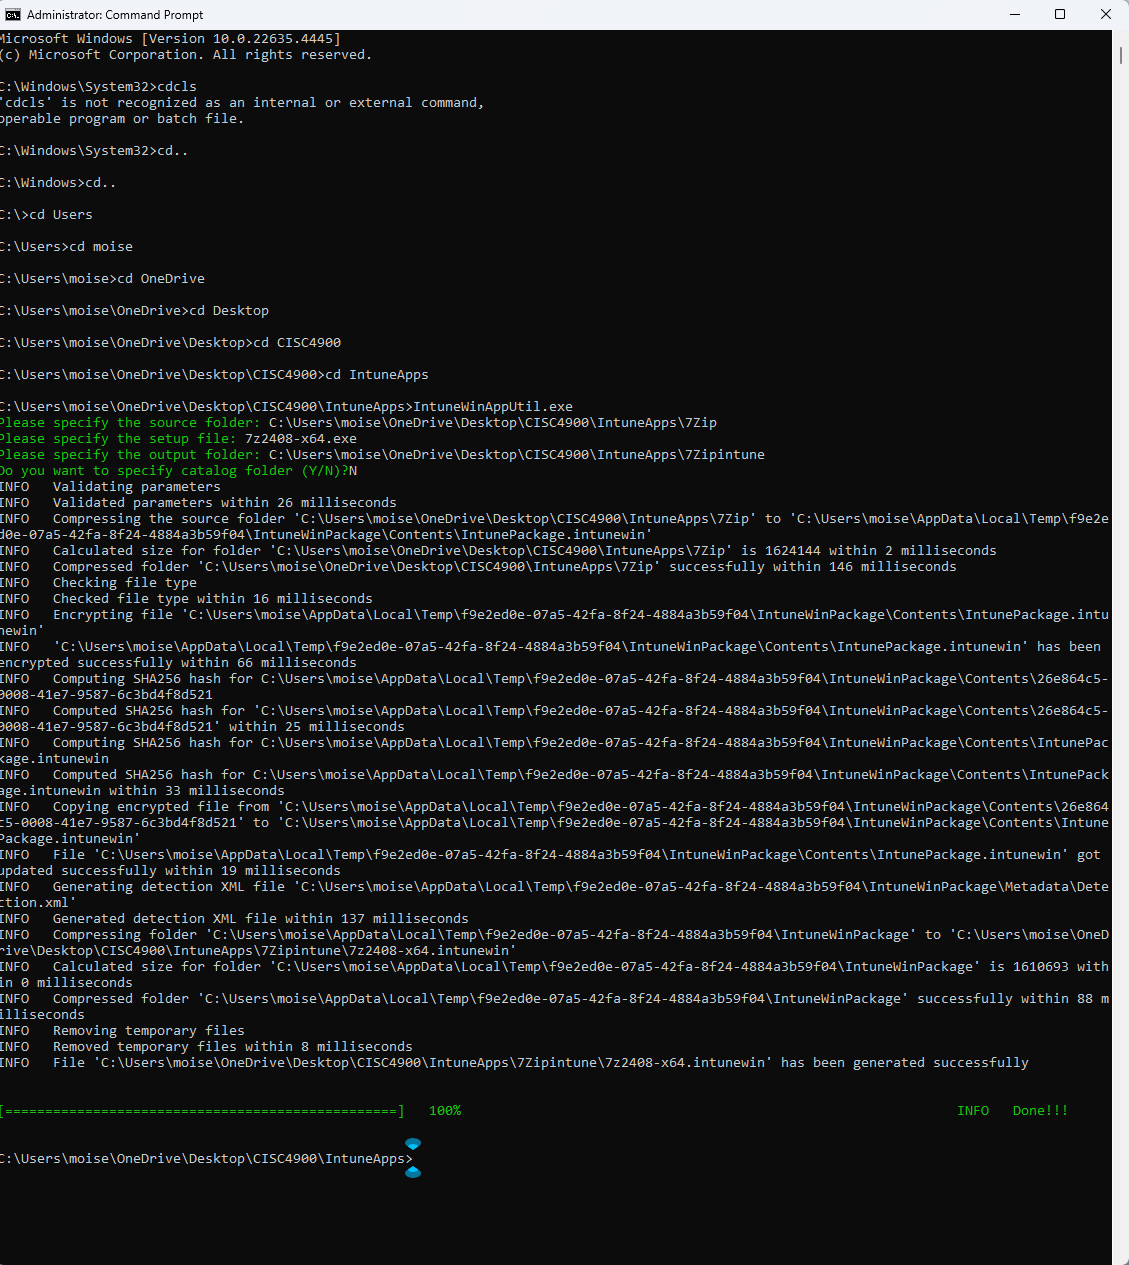 Administrator: Command Prompt
Microsoft Windows [Version 10.0.22635.4445]
(c) Microsoft Corporation. All rights reserved.
C:\Windows\System32>cdcls
'cdcls' is not recognized as an internal or external command,
operable program or batch file.
C:\Windows\System32>cd..
C:\Windows>cd..
C:\>cd Users
C:\Users>cd moise
C:\Users\moise>cd OneDrive
C:\Users\moise\OneDrive>cd Desktop
C:\Users\moise\OneDrive\Desktop>cd CISC4900
C:\Users\moise\OneDrive\Desktop\CISC4900>cd IntuneApps
C:\Users\moise\OneDrive\Desktop\CISC4900\IntuneApps>IntuneWinAppUtil.exe
Please specify the source folder: C:\Users\moise\OneDrive\Desktop\CISC4900\IntuneApps\7Zip
Please specify the setup file: 7z2408-x64.exe
Please specify the output folder: C:\Users\moise\OneDrive\Desktop\CISC4900\IntuneApps\7Zipintune
Do you want to specify catalog folder (Y/N)?N
INFO   Validating parameters
INFO   Validated parameters within 26 milliseconds
INFO   Compressing the source folder 'C:\Users\moise\OneDrive\Desktop\CISC4900\IntuneApps\7Zip' to 'C:\Users\moise\AppData\Local\Temp\f9e2e
d0e-07a5-42fa-8f24-4884a3b59f04\IntuneWinPackage\Contents\IntunePackage.intunewin'
INFO   Calculated size for folder 'C:\Users\moise\OneDrive\Desktop\CISC4900\IntuneApps\7Zip' is 1624144 within 2 milliseconds
INFO   Compressed folder 'C:\Users\moise\OneDrive\Desktop\CISC4900\IntuneApps\7Zip' successfully within 146 milliseconds
INFO   Checking file type
INFO   Checked file type within 16 milliseconds
INFO   Encrypting file 'C:\Users\moise\AppData\Local\Temp\f9e2ed0e-07a5-42fa-8f24-4884a3b59f04\IntuneWinPackage\Contents\IntunePackage.intu
newin'
INFO   'C:\Users\moise\AppData\Local\Temp\f9e2ed0e-07a5-42fa-8f24-4884a3b59f04\IntuneWinPackage\Contents\IntunePackage.intunewin' has been
encrypted successfully within 66 milliseconds
INFO   Computing SHA256 hash for C:\Users\moise\AppData\Local\Temp\f9e2ed0e-07a5-42fa-8f24-4884a3b59f04\IntuneWinPackage\Contents\26e864c5-
0008-41e7-9587-6c3bd4f8d521
INFO   Computed SHA256 hash for 'C:\Users\moise\AppData\Local\Temp\f9e2ed0e-07a5-42fa-8f24-4884a3b59f04\IntuneWinPackage\Contents\26e864c5-
0008-41e7-9587-6c3bd4f8d521' within 25 milliseconds
INFO   Computing SHA256 hash for C:\Users\moise\AppData\Local\Temp\f9e2ed0e-07a5-42fa-8f24-4884a3b59f04\IntuneWinPackage\Contents\IntunePac
kage.intunewin
INFO   Computed SHA256 hash for C:\Users\moise\AppData\Local\Temp\f9e2ed0e-07a5-42fa-8f24-4884a3b59f04\IntuneWinPackage\Contents\IntunePack
age.intunewin within 33 milliseconds
INFO   Copying encrypted file from 'C:\Users\moise\AppData\Local\Temp\f9e2ed0e-07a5-42fa-8f24-4884a3b59f04\IntuneWinPackage\Contents\26e864
c5-0008-41e7-9587-6c3bd4f8d521' to 'C:\Users\moise\AppData\Local\Temp\f9e2ed0e-07a5-42fa-8f24-4884a3b59f04\IntuneWinPackage\Contents\Intune
Package.intunewin'
INFO   File 'C:\Users\moise\AppData\Local\Temp\f9e2ed0e-07a5-42fa-8f24-4884a3b59f04\IntuneWinPackage\Contents\IntunePackage.intunewin' got
updated successfully within 19 milliseconds
INFO   Generating detection XML file 'C:\Users\moise\AppData\Local\Temp\f9e2ed0e-07a5-42fa-8f24-4884a3b59f04\IntuneWinPackage\Metadata\Dete
ction.xml'
INFO   Generated detection XML file within 137 milliseconds
INFO   Compressing folder 'C:\Users\moise\AppData\Local\Temp\f9e2ed0e-07a5-42fa-8f24-4884a3b59f04\IntuneWinPackage' to 'C:\Users\moise\OneD
rive\Desktop\CISC4900\IntuneApps\7Zipintune\7z2408-x64.intunewin'
INFO   Calculated size for folder 'C:\Users\moise\AppData\Local\Temp\f9e2ed0e-07a5-42fa-8f24-4884a3b59f04\IntuneWinPackage' is 1610693 with
in 0 milliseconds
INFO   Compressed folder 'C:\Users\moise\AppData\Local\Temp\f9e2ed0e-07a5-42fa-8f24-4884a3b59f04\IntuneWinPackage' successfully within 88 m
illiseconds
INFO   Removing temporary files
INFO   Removed temporary files within 8 milliseconds
INFO   File 'C:\Users\moise\OneDrive\Desktop\CISC4900\IntuneApps\7Zipintune\7z2408-x64.intunewin' has been generated successfully
[=================================================]   100%   INFO   Done!!!
C:\Users\moise\OneDrive\Desktop\CISC4900\IntuneApps>